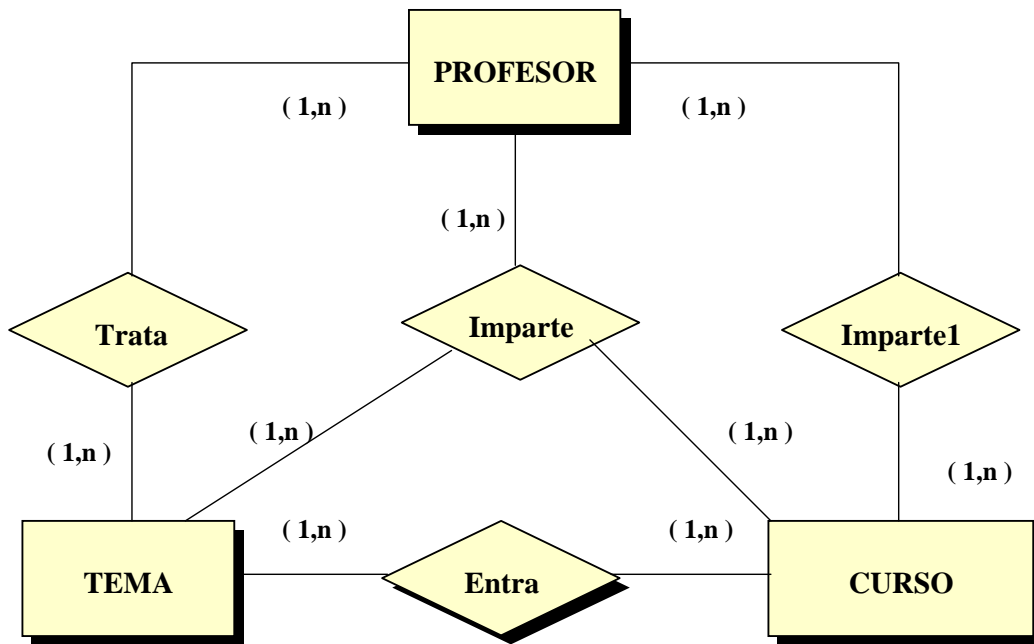 PROFESOR
( 1,n )
( 1,n )
( 1,n )
Trata
Imparte
Imparte1
( 1,n )
( 1,n )
( 1,n )
( 1,n )
( 1,n )
( 1,n )
TEMA
Entra
CURSO